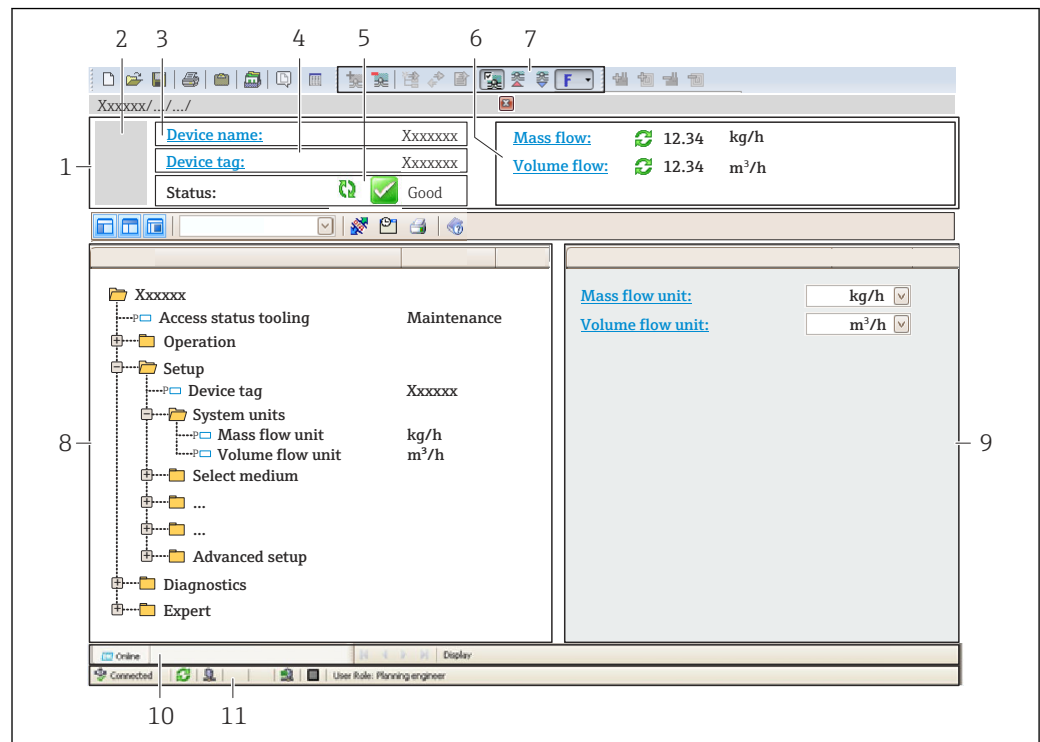 2 3 4 5 6 7
F
Xxxxxx/.../.../
1
Device name: Xxxxxxx
Device tag: Xxxxxxx
Status: Good
Mass flow: 12.34 kg/h
Volume flow: 12.34 m³/h
Xxxxxx
P Access status tooling Maintenance
Operation
Setup
P Device tag Xxxxxx
System units
P Mass flow unit kg/h
P Volume flow unit m³/h
Select medium
...
...
Advanced setup
Diagnostics
Expert
8
Mass flow unit: kg/h
Volume flow unit: m³/h
9
Online Display
Connected User Role: Planning engineer
10 11